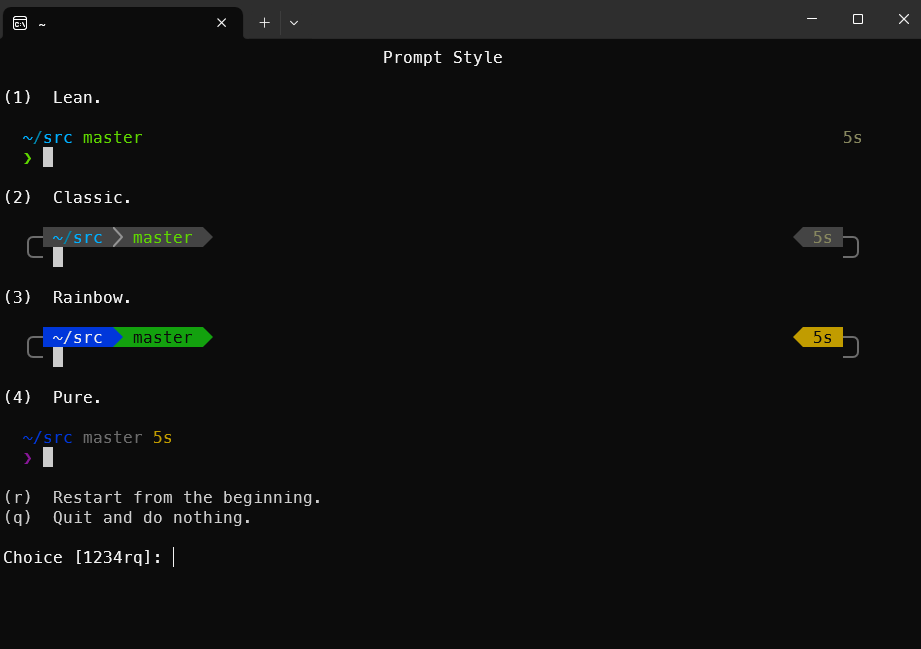 ~
Prompt Style
(1)  Lean.
~/src master 5s
❯
(2)  Classic.
~/src master 5s
(3)  Rainbow.
~/src master 5s
(4)  Pure.
~/src master 5s
❯
(r)  Restart from the beginning.
(q)  Quit and do nothing.
Choice [1234rq]: